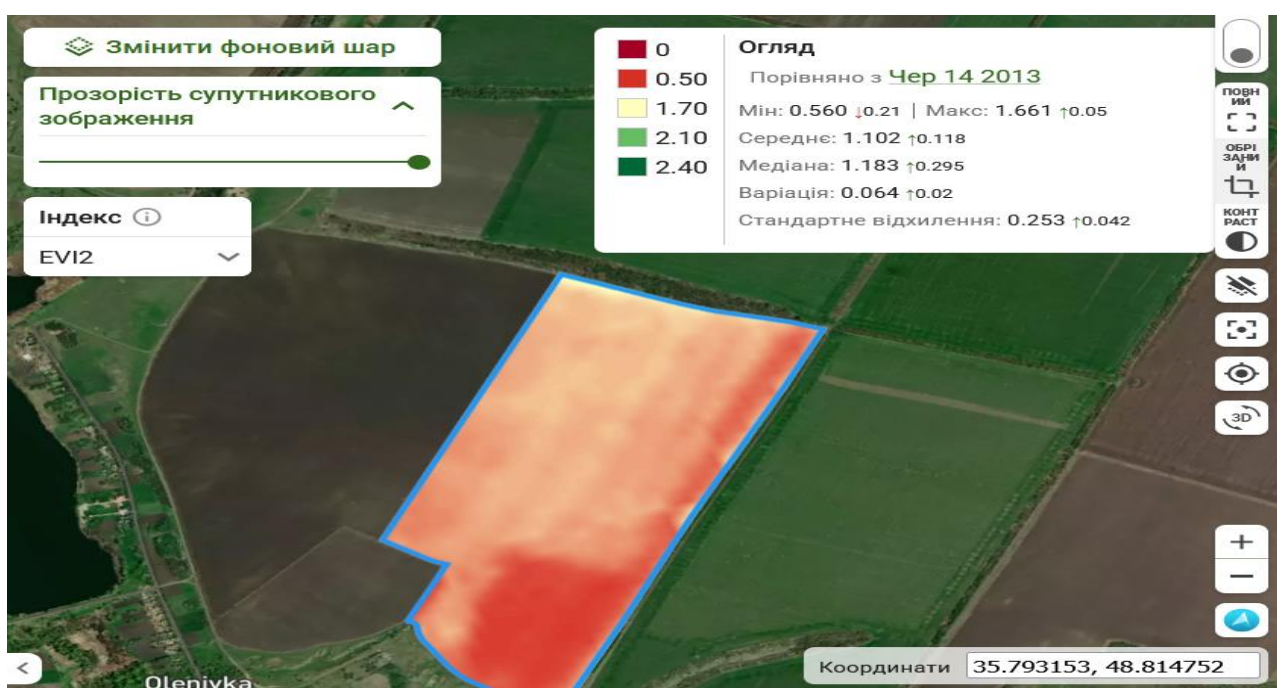 Змінити фоновий шар
Прозорість супутникового
зображення
Індекс
EVI2
0
0.50
1.70
2.10
2.40
Огляд
Порівняно з Чер 14 2013
Мін: 0.560 ↓0.21 | Макс: 1.661 ↑0.05
Середнє: 1.102 ↑0.118
Медіана: 1.183 ↑0.295
Варіація: 0.064 ↑0.02
Стандартне відхилення: 0.253 ↑0.042
ПОВН
ИЙ
ОБРІ
ЗАНИ
Й
КОНТ
РАСТ
3D
Координати 35.793153, 48.814752
Olenivka